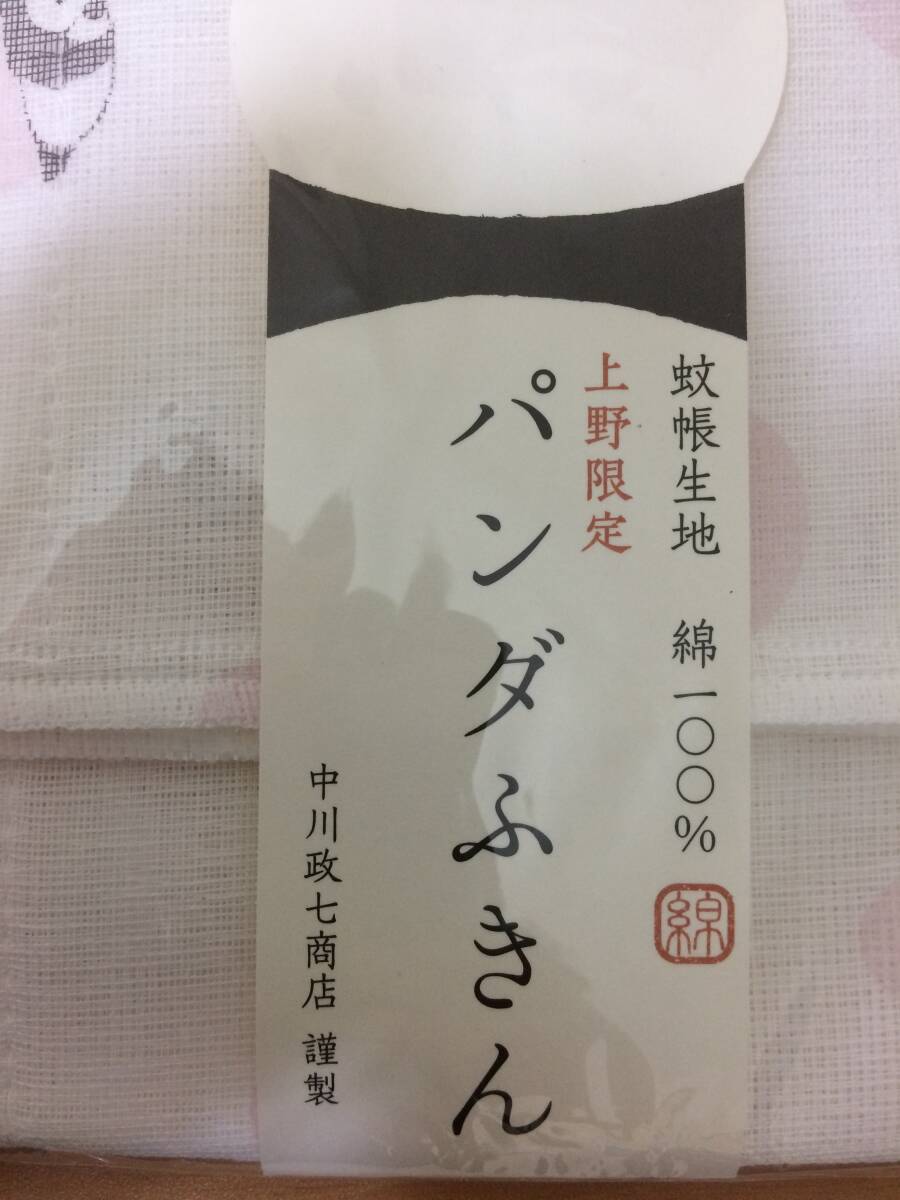 蚊帳生地　綿一〇〇%
綿
上野限定
パンダふきん
中川政七商店 謹製